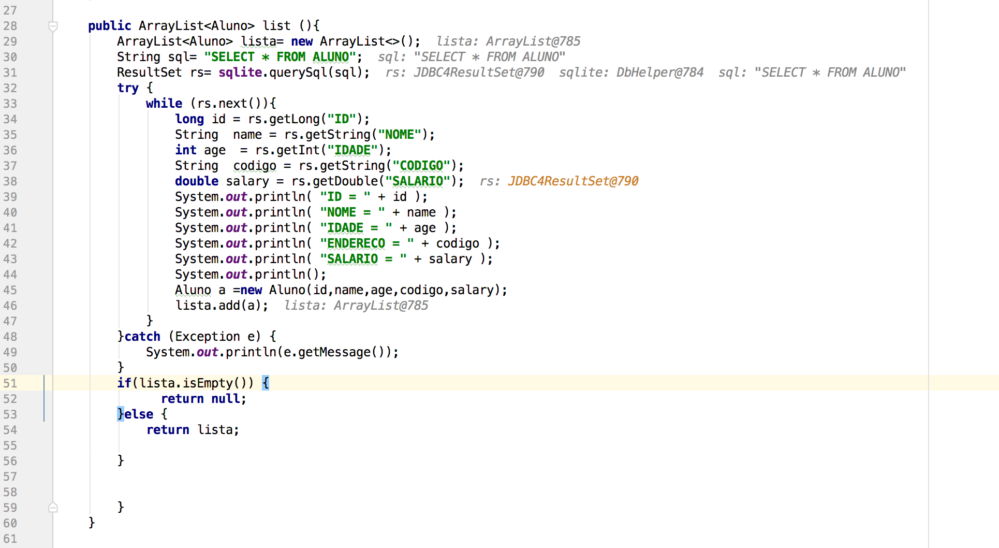 27
28 public ArrayList<Aluno> list (){
29 ArrayList<Aluno> lista= new ArrayList<>(); lista: ArrayList@785
30 String sql= "SELECT * FROM ALUNO"; sql: "SELECT * FROM ALUNO"
31 ResultSet rs= sqlite.querySql(sql); rs: JDBC4ResultSet@790 sqlite: DbHelper@784 sql: "SELECT * FROM ALUNO"
32 try {
33 while (rs.next()){
34 long id = rs.getLong("ID");
35 String  name = rs.getString("NOME");
36 int age  = rs.getInt("IDADE");
37 String  codigo = rs.getString("CODIGO");
38 double salary = rs.getDouble("SALARIO"); rs: JDBC4ResultSet@790
39 System.out.println( "ID = " + id );
40 System.out.println( "NOME = " + name );
41 System.out.println( "IDADE = " + age );
42 System.out.println( "ENDERECO = " + codigo );
43 System.out.println( "SALARIO = " + salary );
44 System.out.println();
45 Aluno a =new Aluno(id,name,age,codigo,salary);
46 lista.add(a); lista: ArrayList@785
47 }
48 }catch (Exception e) {
49 System.out.println(e.getMessage());
50 }
51 if(lista.isEmpty()) {
52 return null;
53 }else {
54 return lista;
55
56 }
57
58
59 }
60 }
61